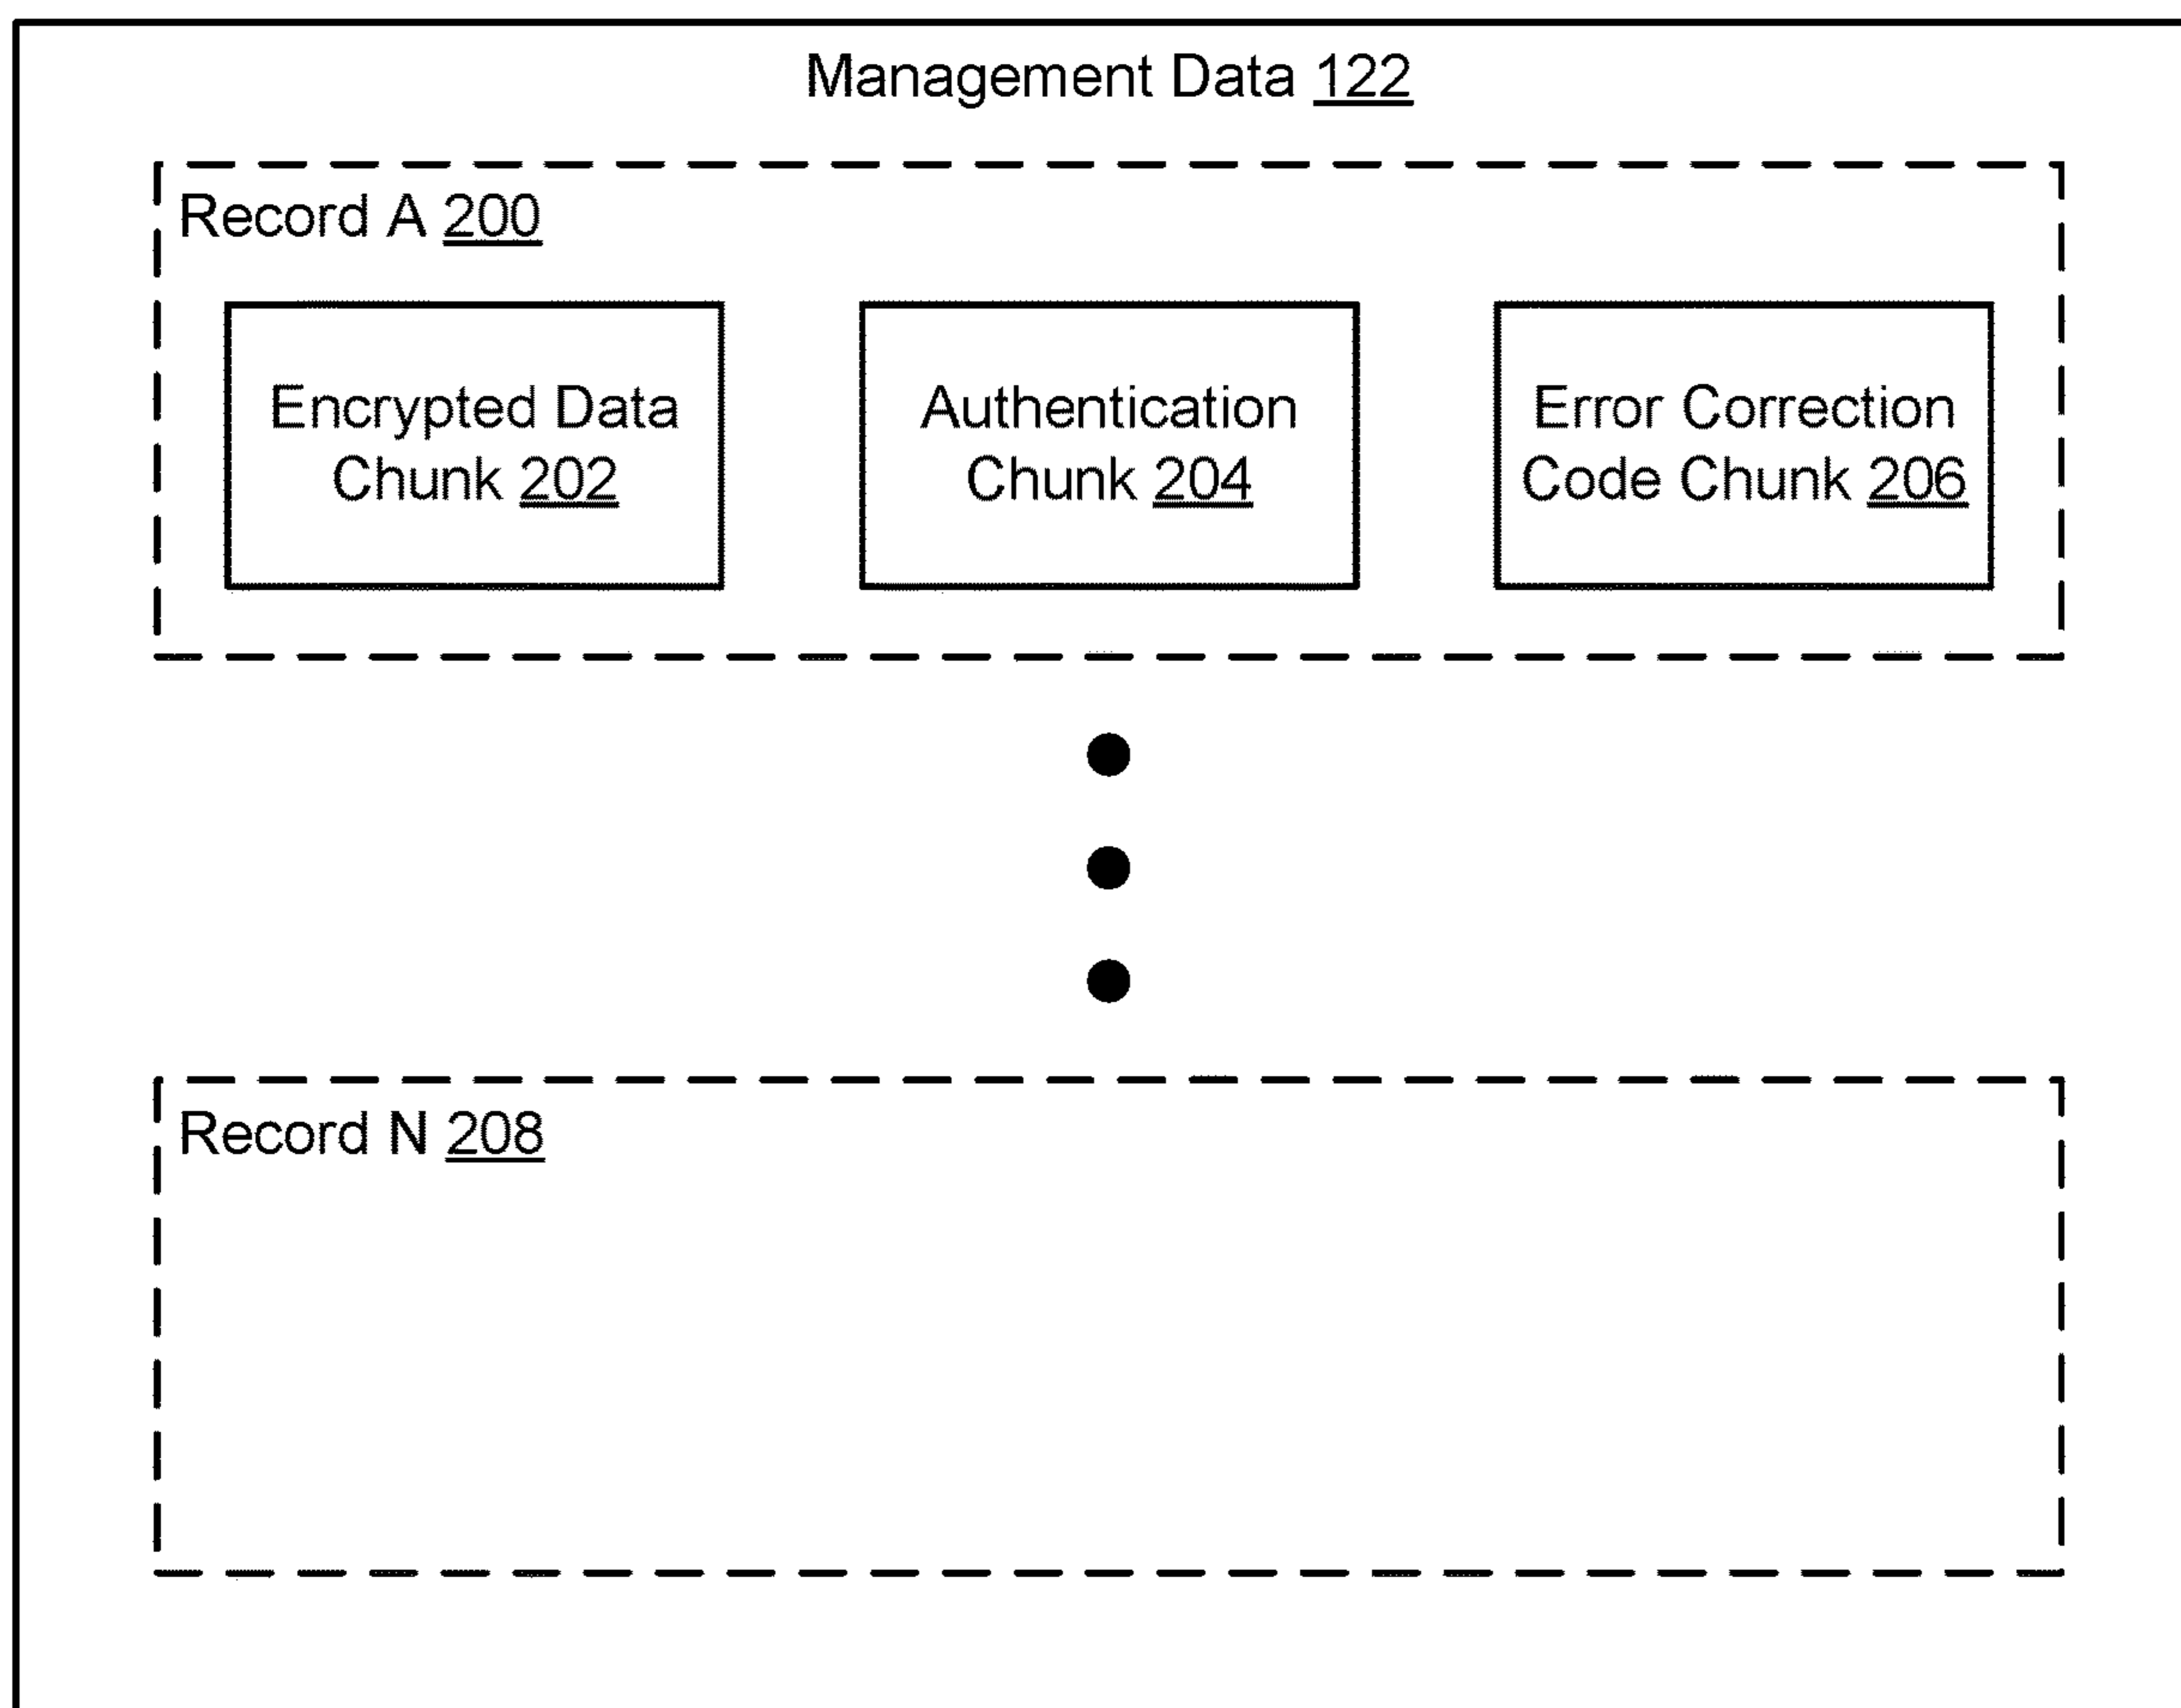 Management Data 122
Record A 200
Encrypted Data
Chunk 202
Authentication
Chunk 204
Error Correction
Code Chunk 206
Record N 208